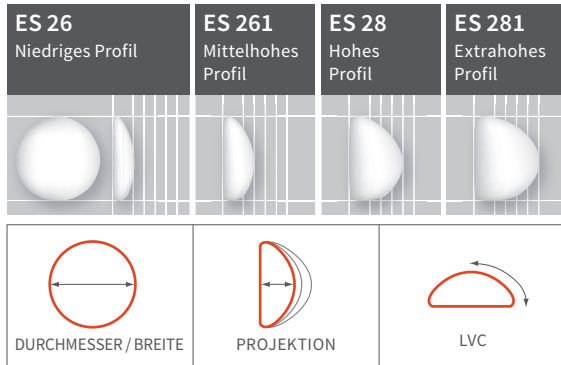 ES 26
Niedriges Profil
ES 261
Mittelhohes
Profil
ES 28
Hohes
Profil
ES 281
Extrahohes
Profil
DURCHMESSER / BREITE
PROJEKTION
LVC